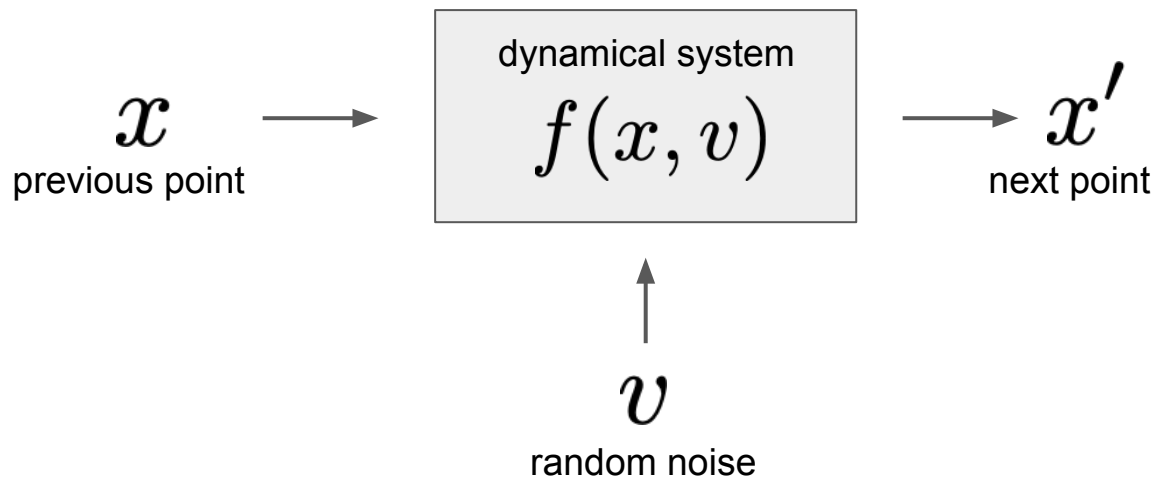 dynamical system
x
f(x, v)
x′
previous point
next point
v
random noise